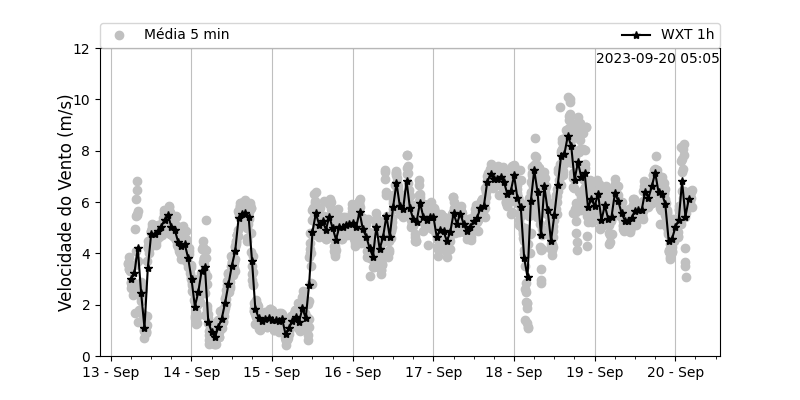 Média 5 min
WXT 1h
2023-09-20 05:05
Velocidade do Vento (m/s)
12
10
8
6
4
2
0
13 - Sep
14 - Sep
15 - Sep
16 - Sep
17 - Sep
18 - Sep
19 - Sep
20 - Sep